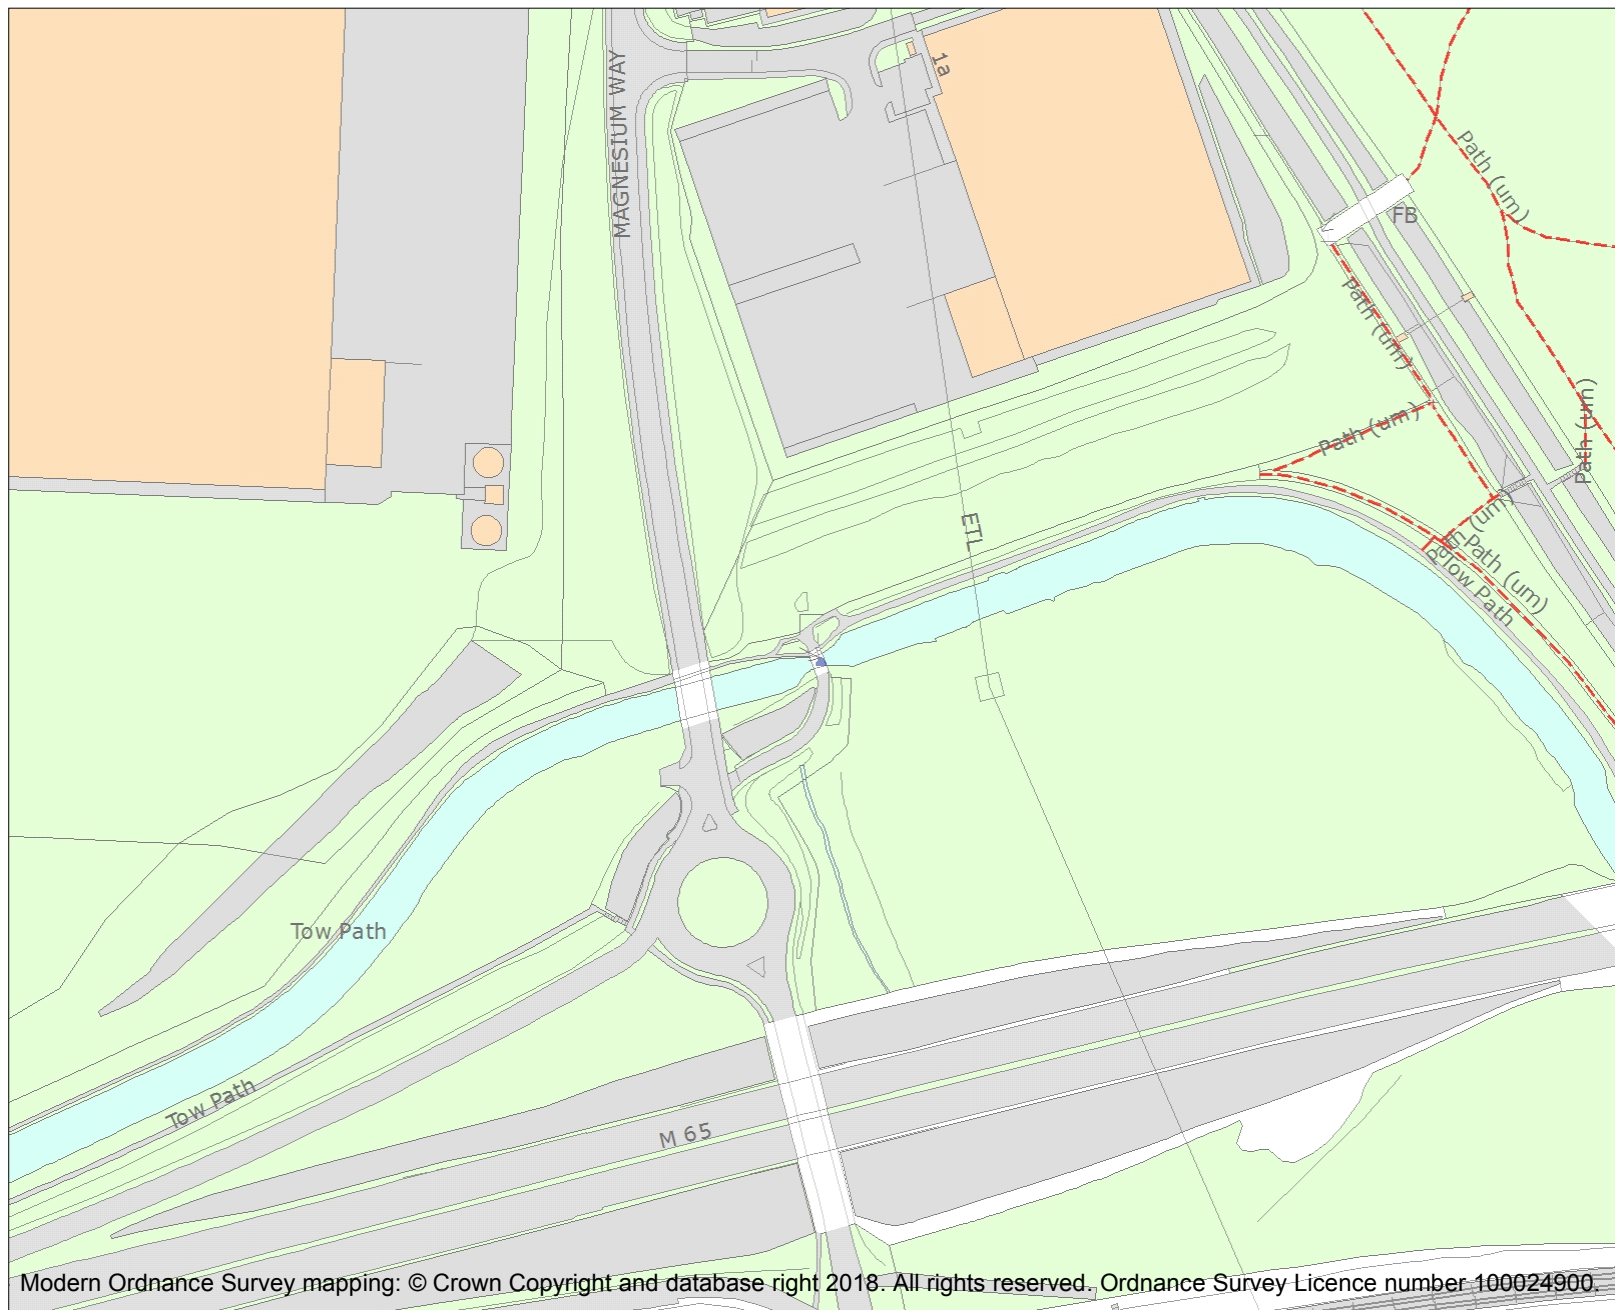 MAGNESIUM WAY
1a
Path (um)
FB
Path (um)
Path (um)
Path (um)
ETL
Path (um)
Tow Path
Tow Path
Tow Path
M 65
Modern Ordnance Survey mapping: © Crown Copyright and database right 2018. All rights reserved. Ordnance Survey Licence number 100024900.